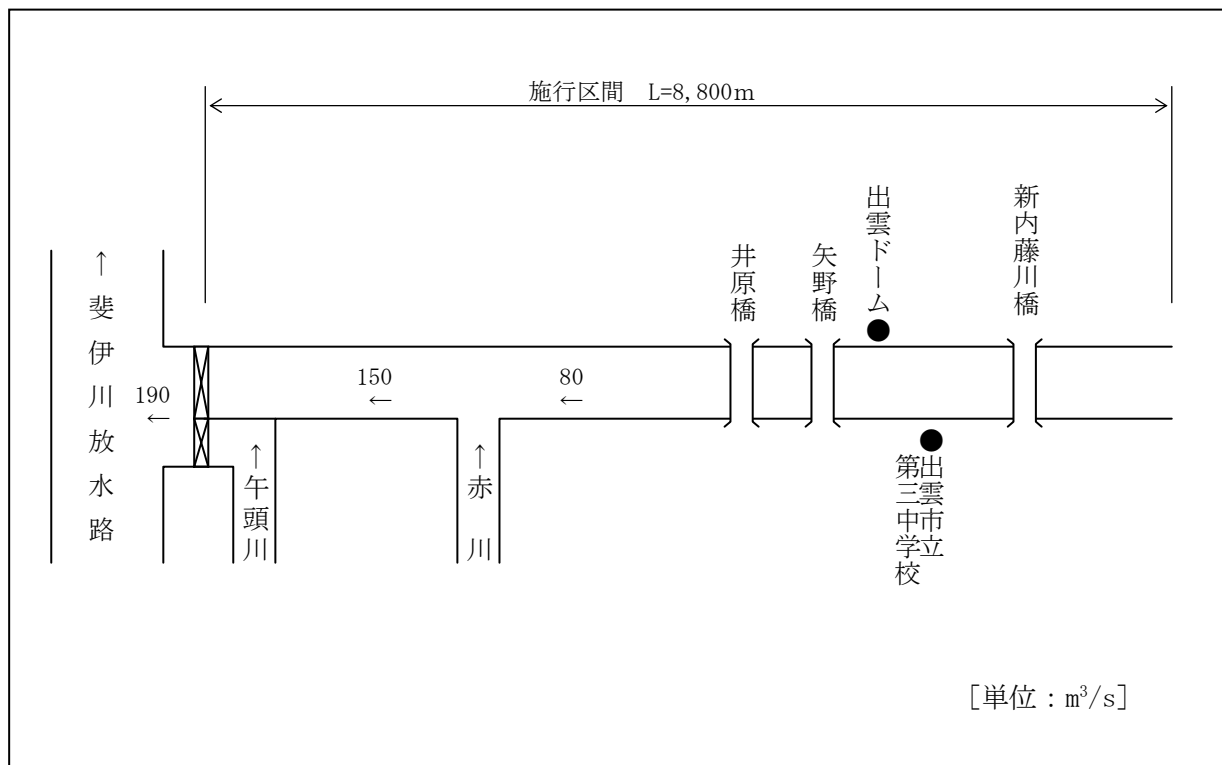 施行区間 L=8,800m
新内藤川橋
出雲ドーム
矢野橋
井原橋
↑斐伊川放水路
190
←
150
←
80
←
↑午頭川
↑赤川
出雲市立
第三中学校
[単位：m³/s]